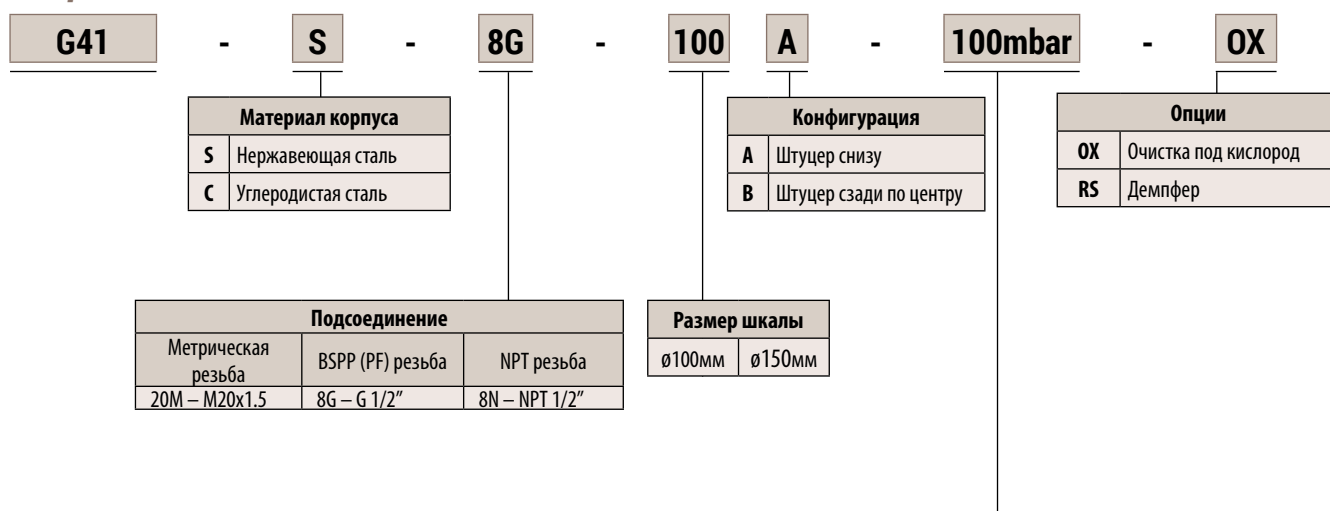 G41 - S - 8G - 100 A - 100mbar - OX
Материал корпуса
S Нержавеющая сталь
C Углеродистая сталь
Конфигурация
A Штуцер снизу
B Штуцер сзади по центру
Опции
OX Очистка под кислород
RS Демпфер
Подсоединение
Метрическая
резьба
BSPP (PF) резьба
NPT резьба
20M – M20x1.5 8G – G 1/2” 8N – NPT 1/2”
Размер шкалы
ø100мм ø150мм